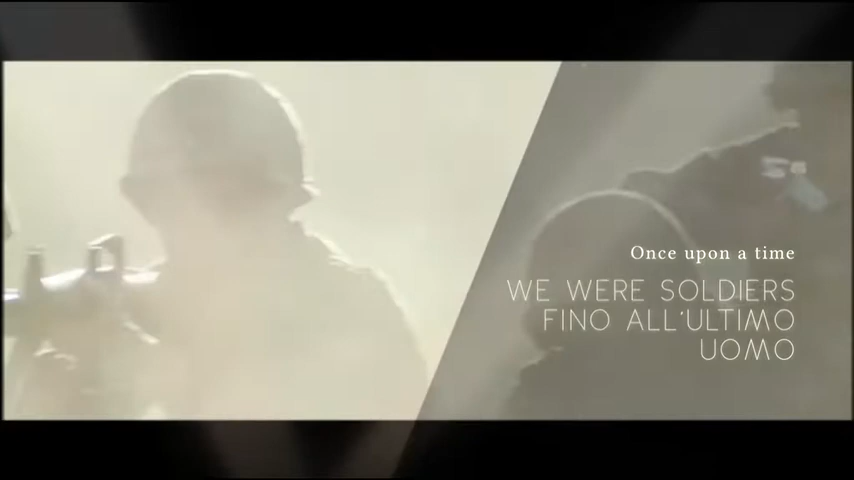 Once upon a time
WE WERE SOLDIERS
FINO ALL'ULTIMO
UOMO